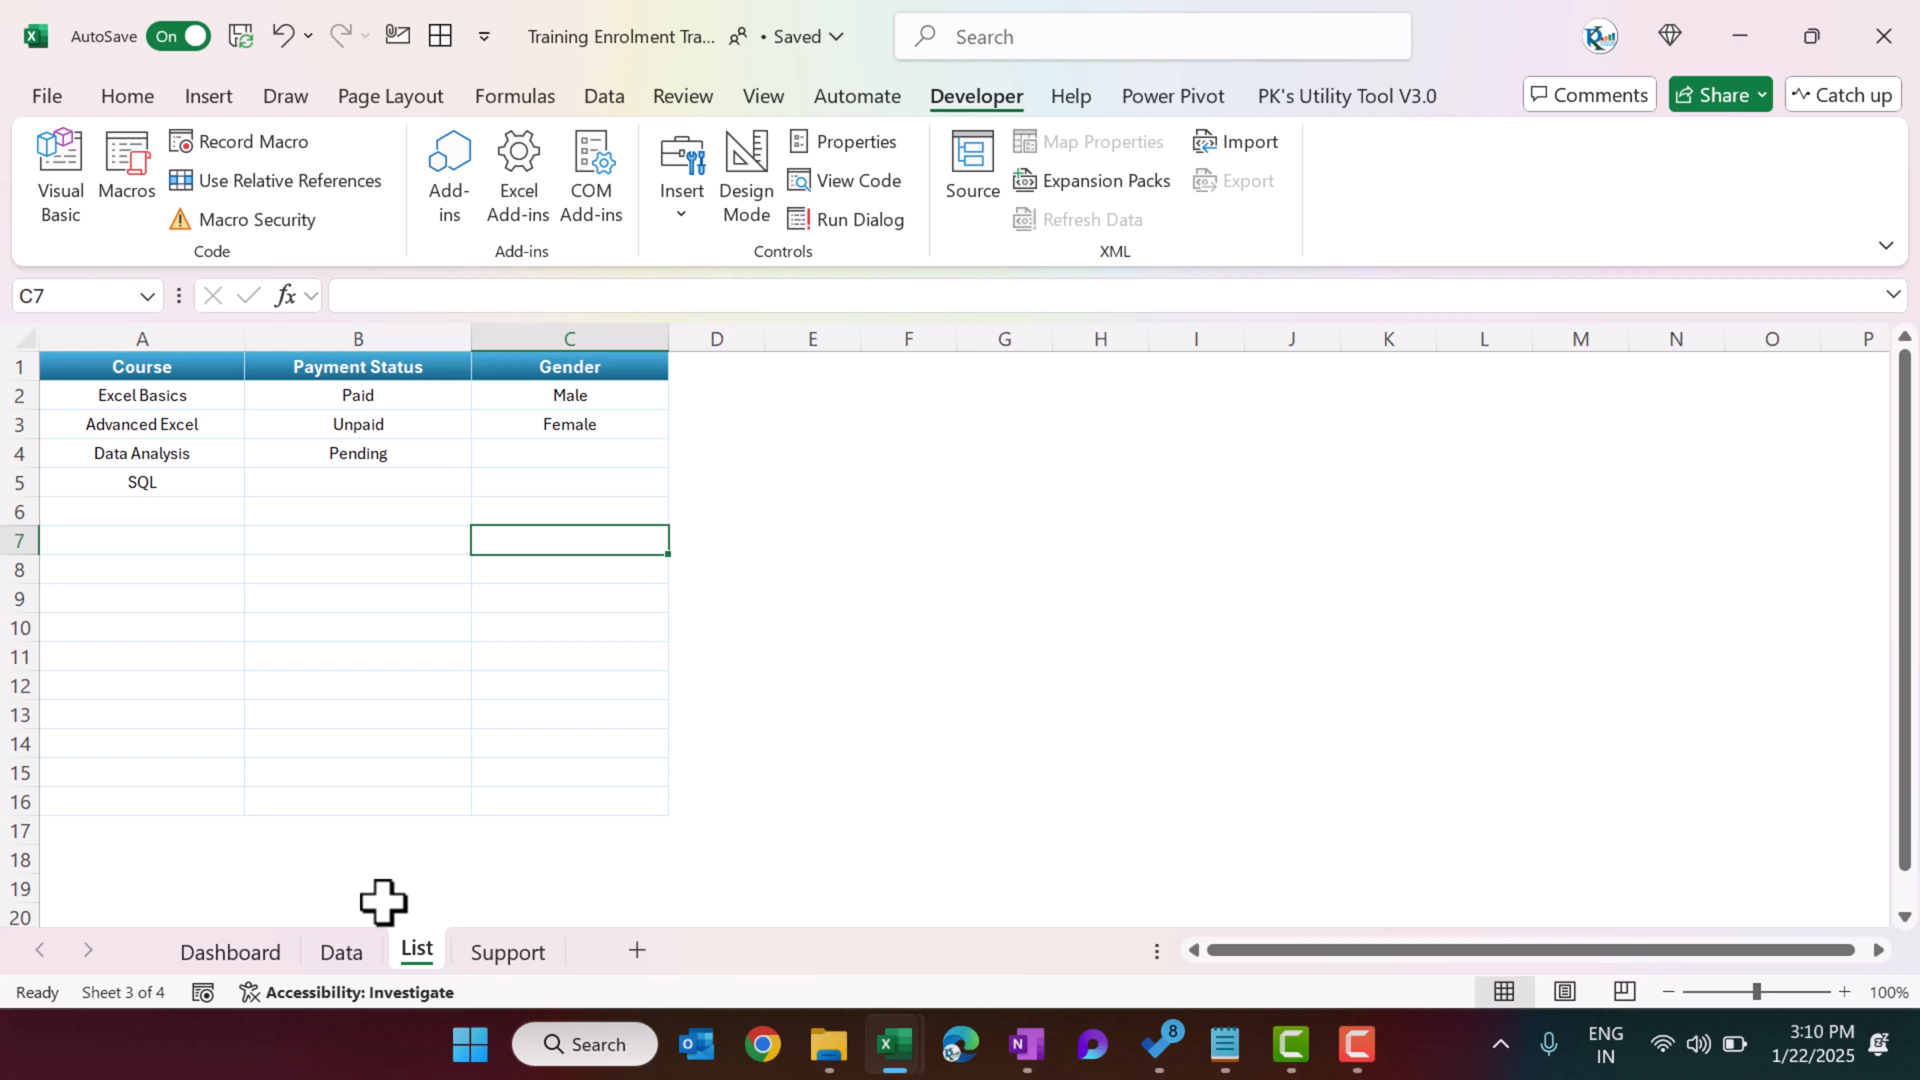 AutoSave On Training Enrolment Tra... • Saved Search
File Home Insert Draw Page Layout Formulas Data Review View Automate Developer Help Power Pivot PK's Utility Tool V3.0 Comments Share Catch up
Visual Basic
Macros
Record Macro
Use Relative References
Macro Security
Code
Add-ins
Excel Add-ins
COM Add-ins
Add-ins
Insert
Design Mode
Properties
View Code
Run Dialog
Controls
Source
Map Properties
Expansion Packs
Refresh Data
Import
Export
XML
C7 fx
A B C D E F G H I J K L M N O P
1 Course Payment Status Gender
2 Excel Basics Paid Male
3 Advanced Excel Unpaid Female
4 Data Analysis Pending
5 SQL
6
7
8
9
10
11
12
13
14
15
16
17
18
19
20
Dashboard Data List Support
Ready Sheet 3 of 4 Accessibility: Investigate 100%
Search 8 ENG IN 3:10 PM 1/22/2025